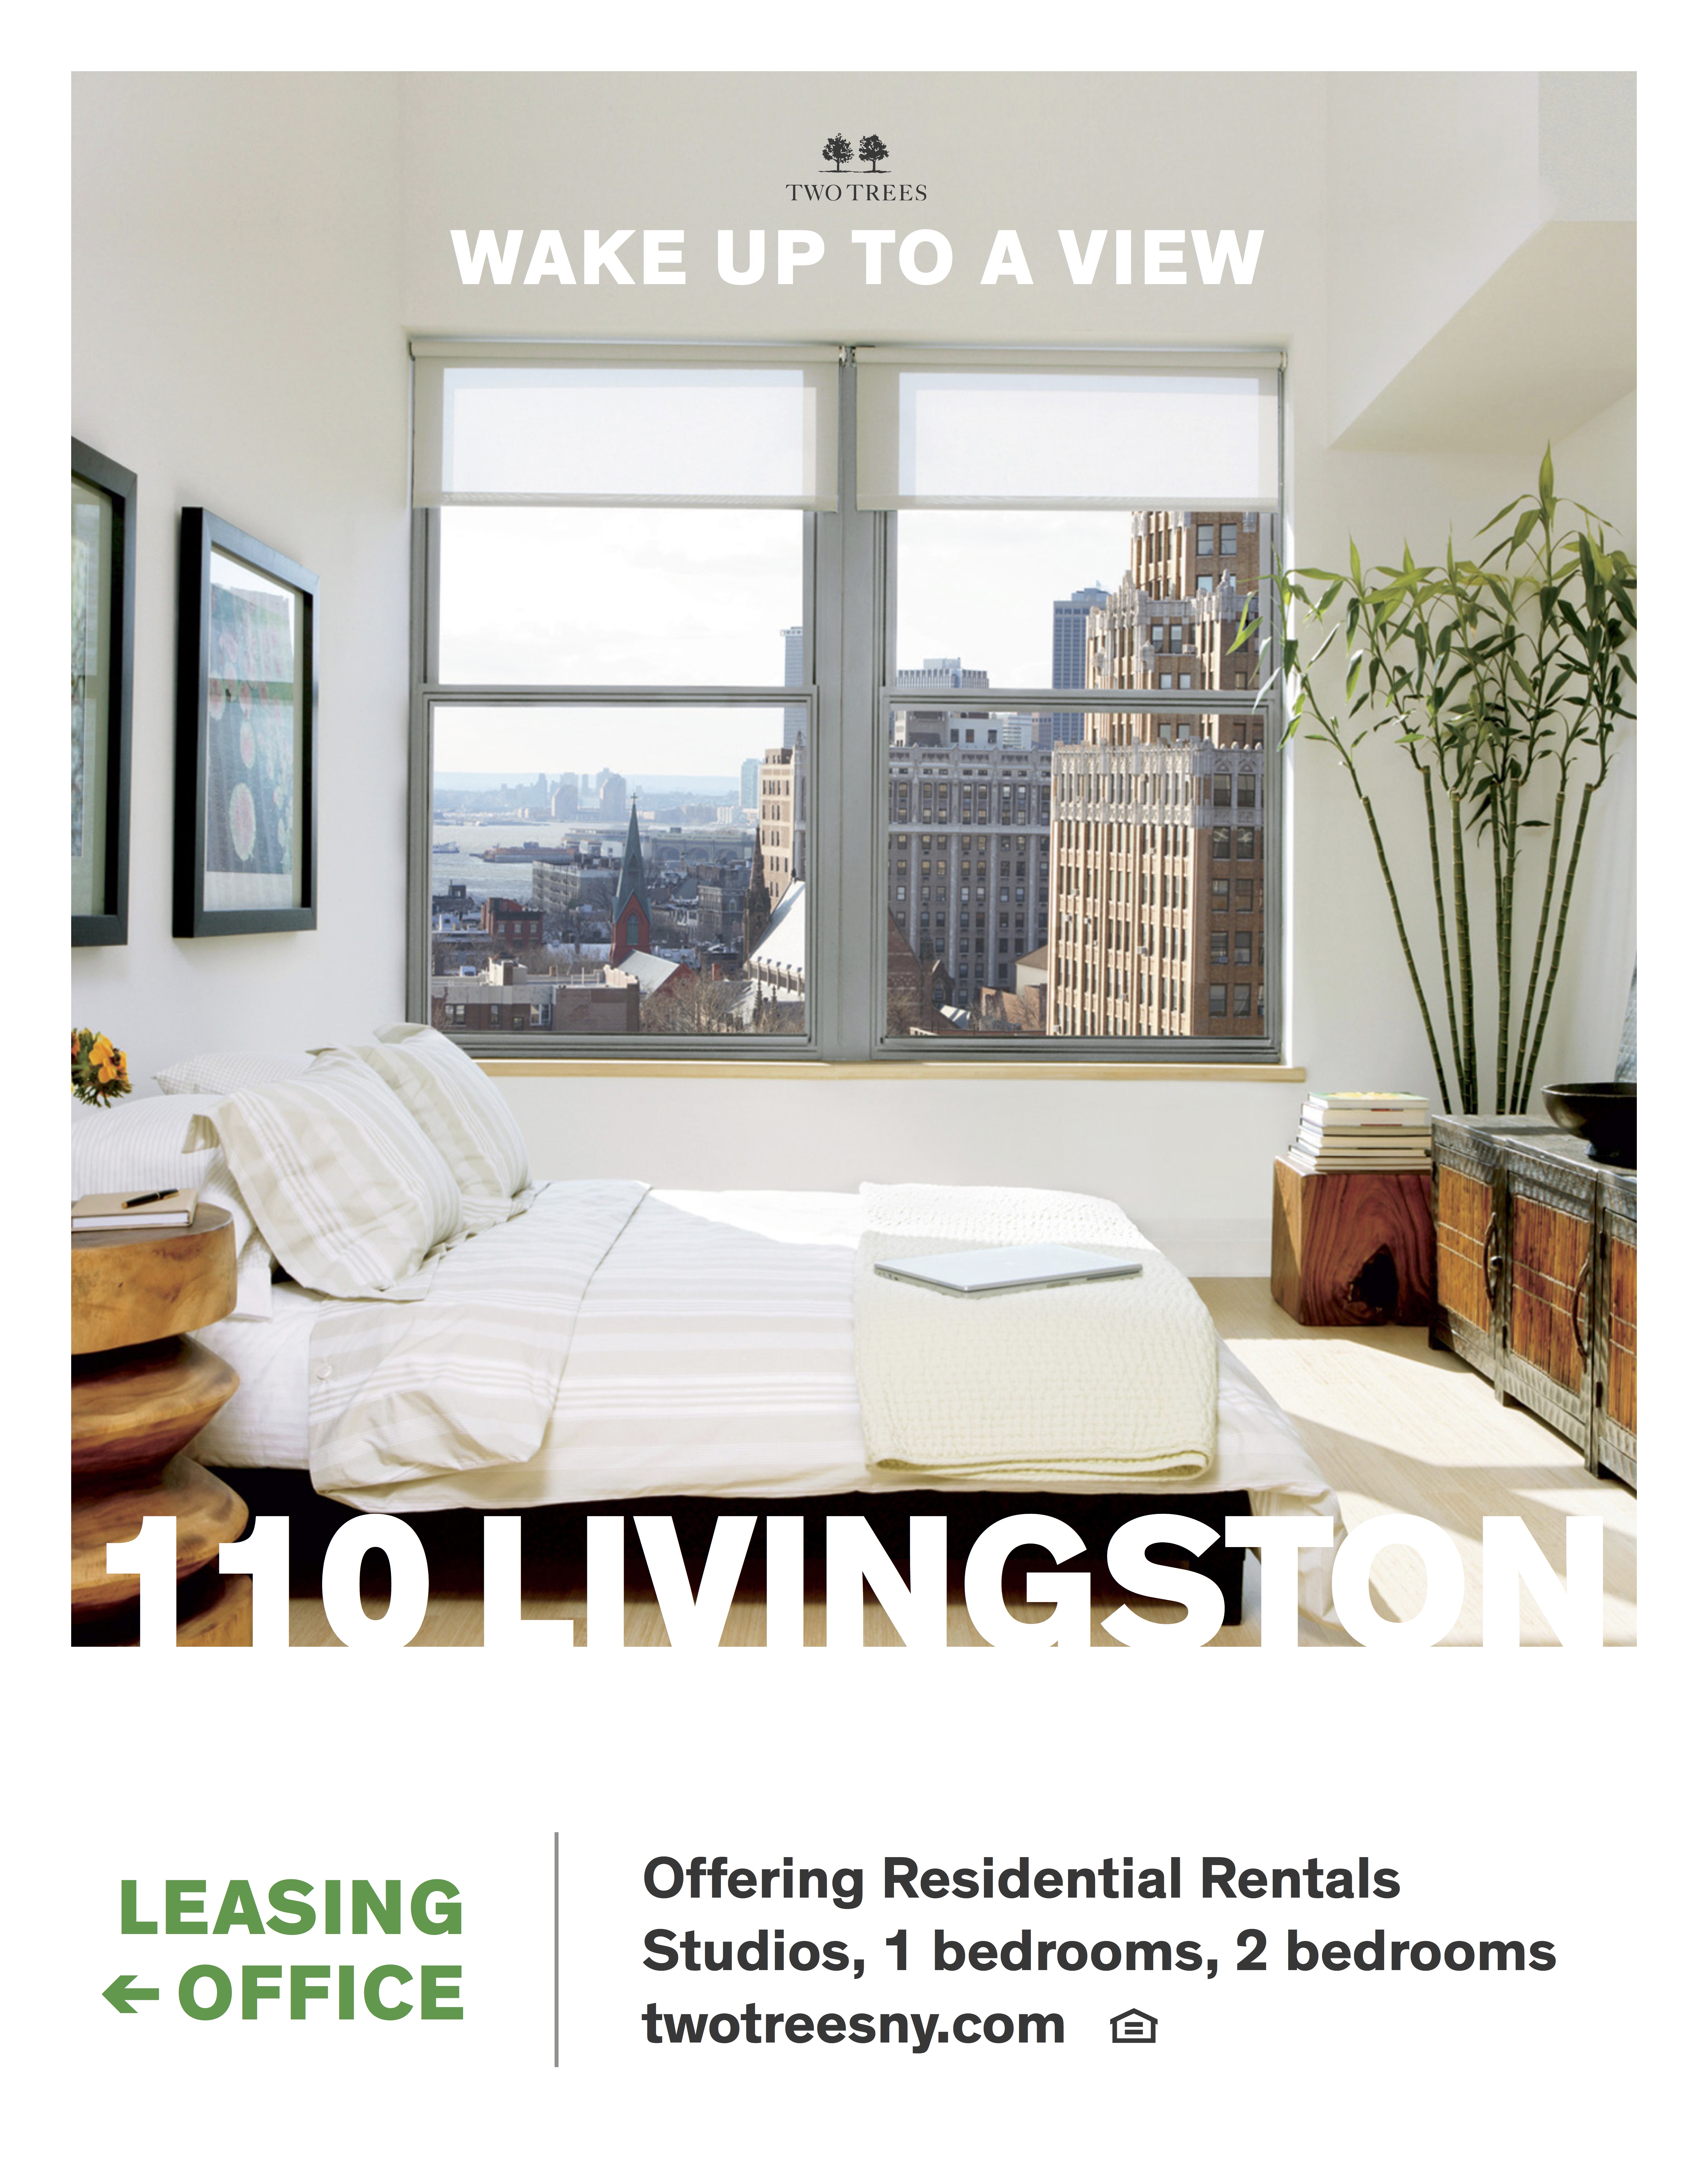 TWO TREES
WAKE UP TO A VIEW
110 LIVINGSTON
LEASING
← OFFICE
Offering Residential Rentals
Studios, 1 bedrooms, 2 bedrooms
twotreesny.com